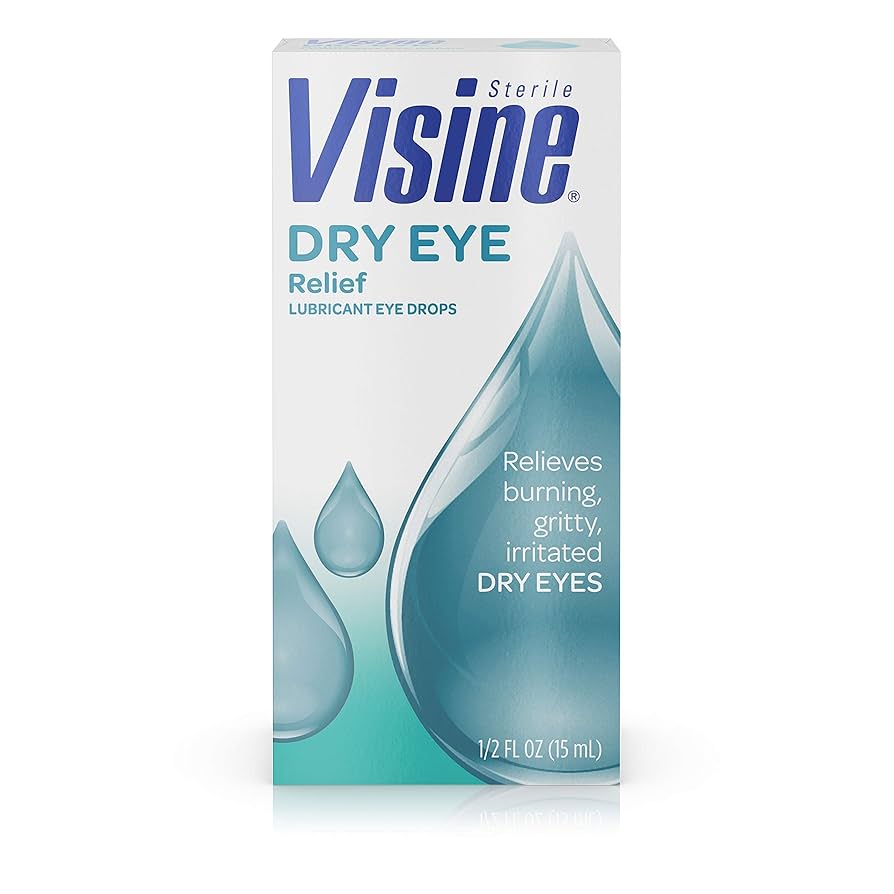 Visine
Sterile
Visine®
DRY EYE
Relief
LUBRICANT EYE DROPS
Relieves
burning,
gritty,
irritated
DRY EYES
1/2 FL OZ (15 mL)